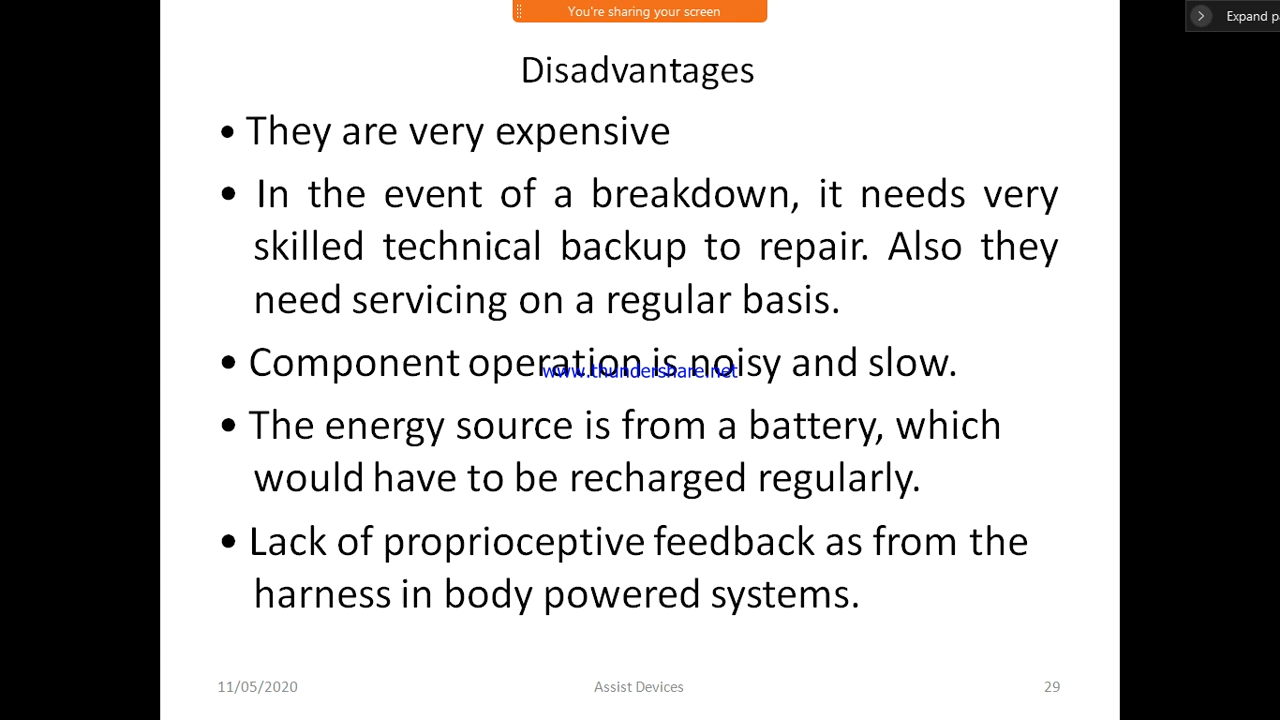 You're sharing your screen
Expand p
Disadvantages
• They are very expensive
• In the event of a breakdown, it needs very
skilled technical backup to repair. Also they
need servicing on a regular basis.
• Component operation is noisy and slow.
www.thundershare.net
• The energy source is from a battery, which
would have to be recharged regularly.
• Lack of proprioceptive feedback as from the
harness in body powered systems.
11/05/2020 Assist Devices 29